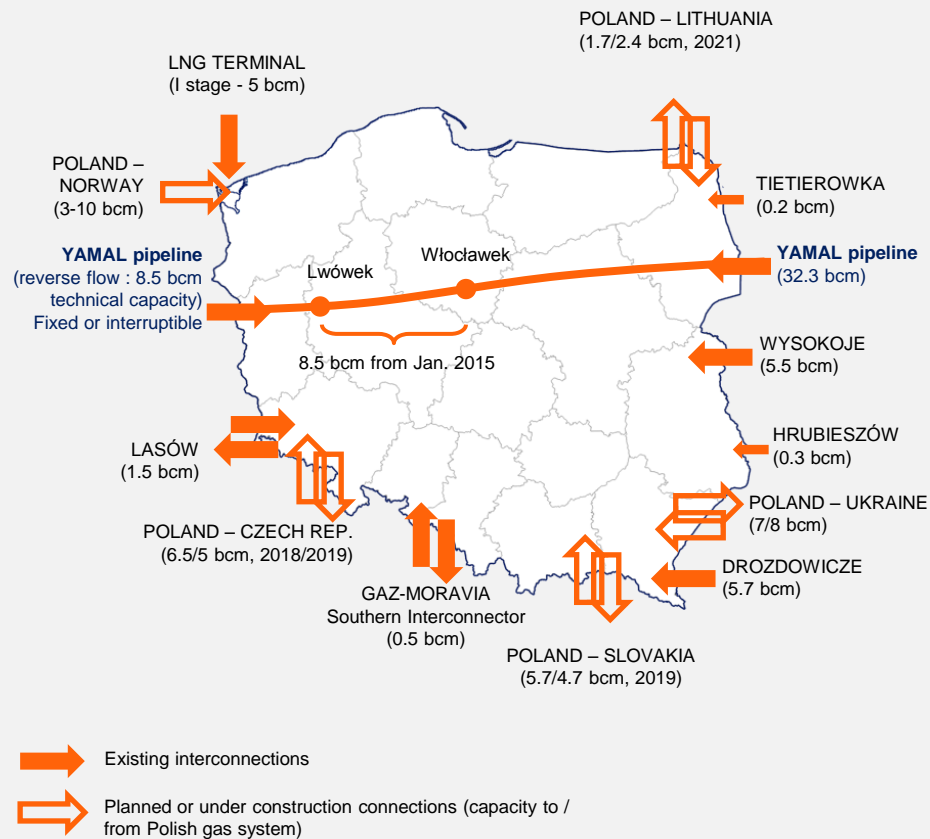 POLAND – LITHUANIA
(1.7/2.4 bcm, 2021)
LNG TERMINAL
(I stage - 5 bcm)
POLAND –
NORWAY
(3-10 bcm)
TIETIEROWKA
(0.2 bcm)
YAMAL pipeline
(reverse flow : 8.5 bcm
technical capacity)
Fixed or interruptible
Lwówek
Włocławek
YAMAL pipeline
(32.3 bcm)
8.5 bcm from Jan. 2015
WYSOKOJE
(5.5 bcm)
LASÓW
(1.5 bcm)
HRUBIESZÓW
(0.3 bcm)
POLAND – UKRAINE
(7/8 bcm)
POLAND – CZECH REP.
(6.5/5 bcm, 2018/2019)
DROZDOWICZE
(5.7 bcm)
GAZ-MORAVIA
Southern Interconnector
(0.5 bcm)
POLAND – SLOVAKIA
(5.7/4.7 bcm, 2019)
Existing interconnections
Planned or under construction connections (capacity to /
from Polish gas system)